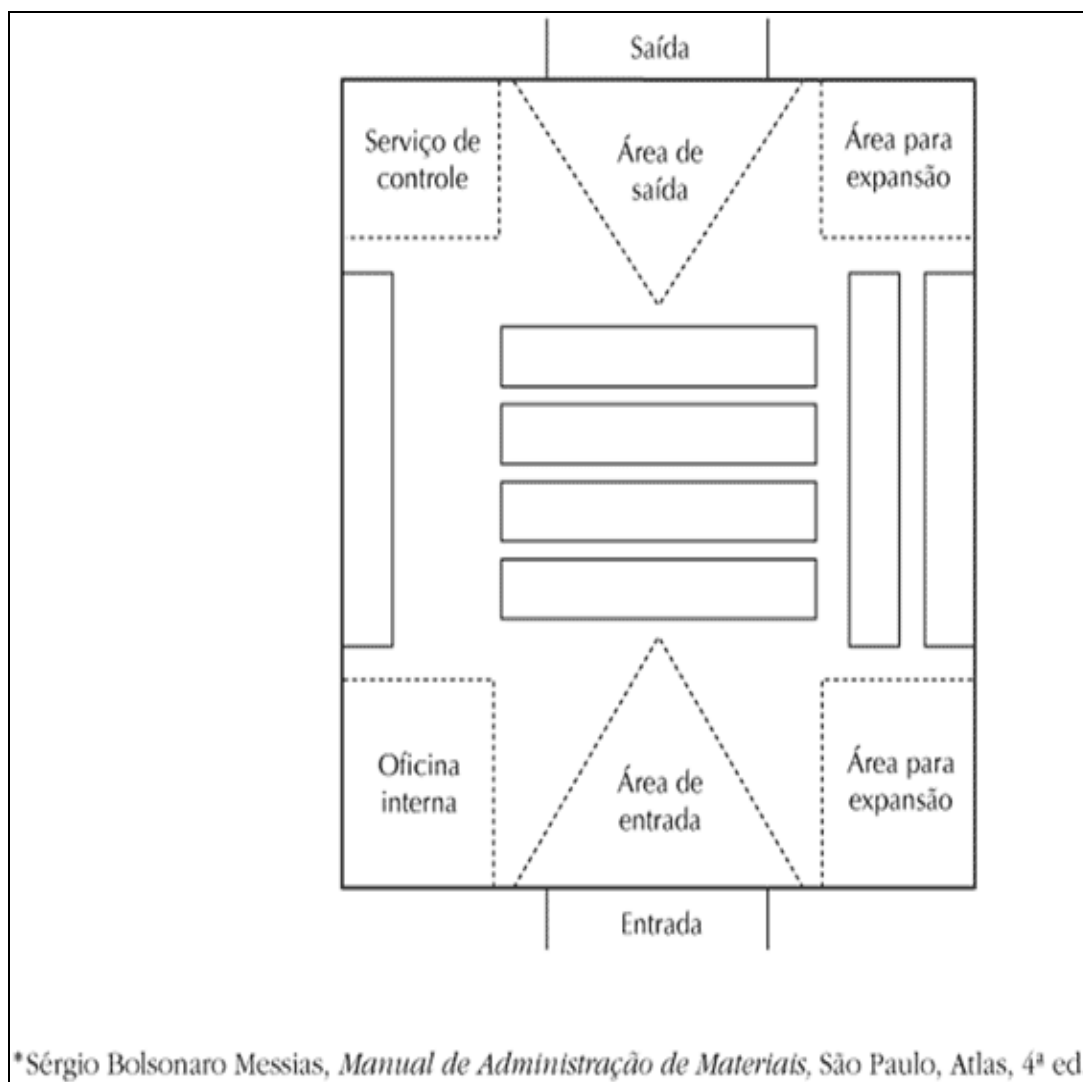 Saída
Serviço de
controle
Área de
saída
Área para
expansão
Oficina
interna
Área de
entrada
Área para
expansão
Entrada
*Sérgio Bolsonaro Messias, Manual de Administração de Materiais, São Paulo, Atlas, 4ª ed